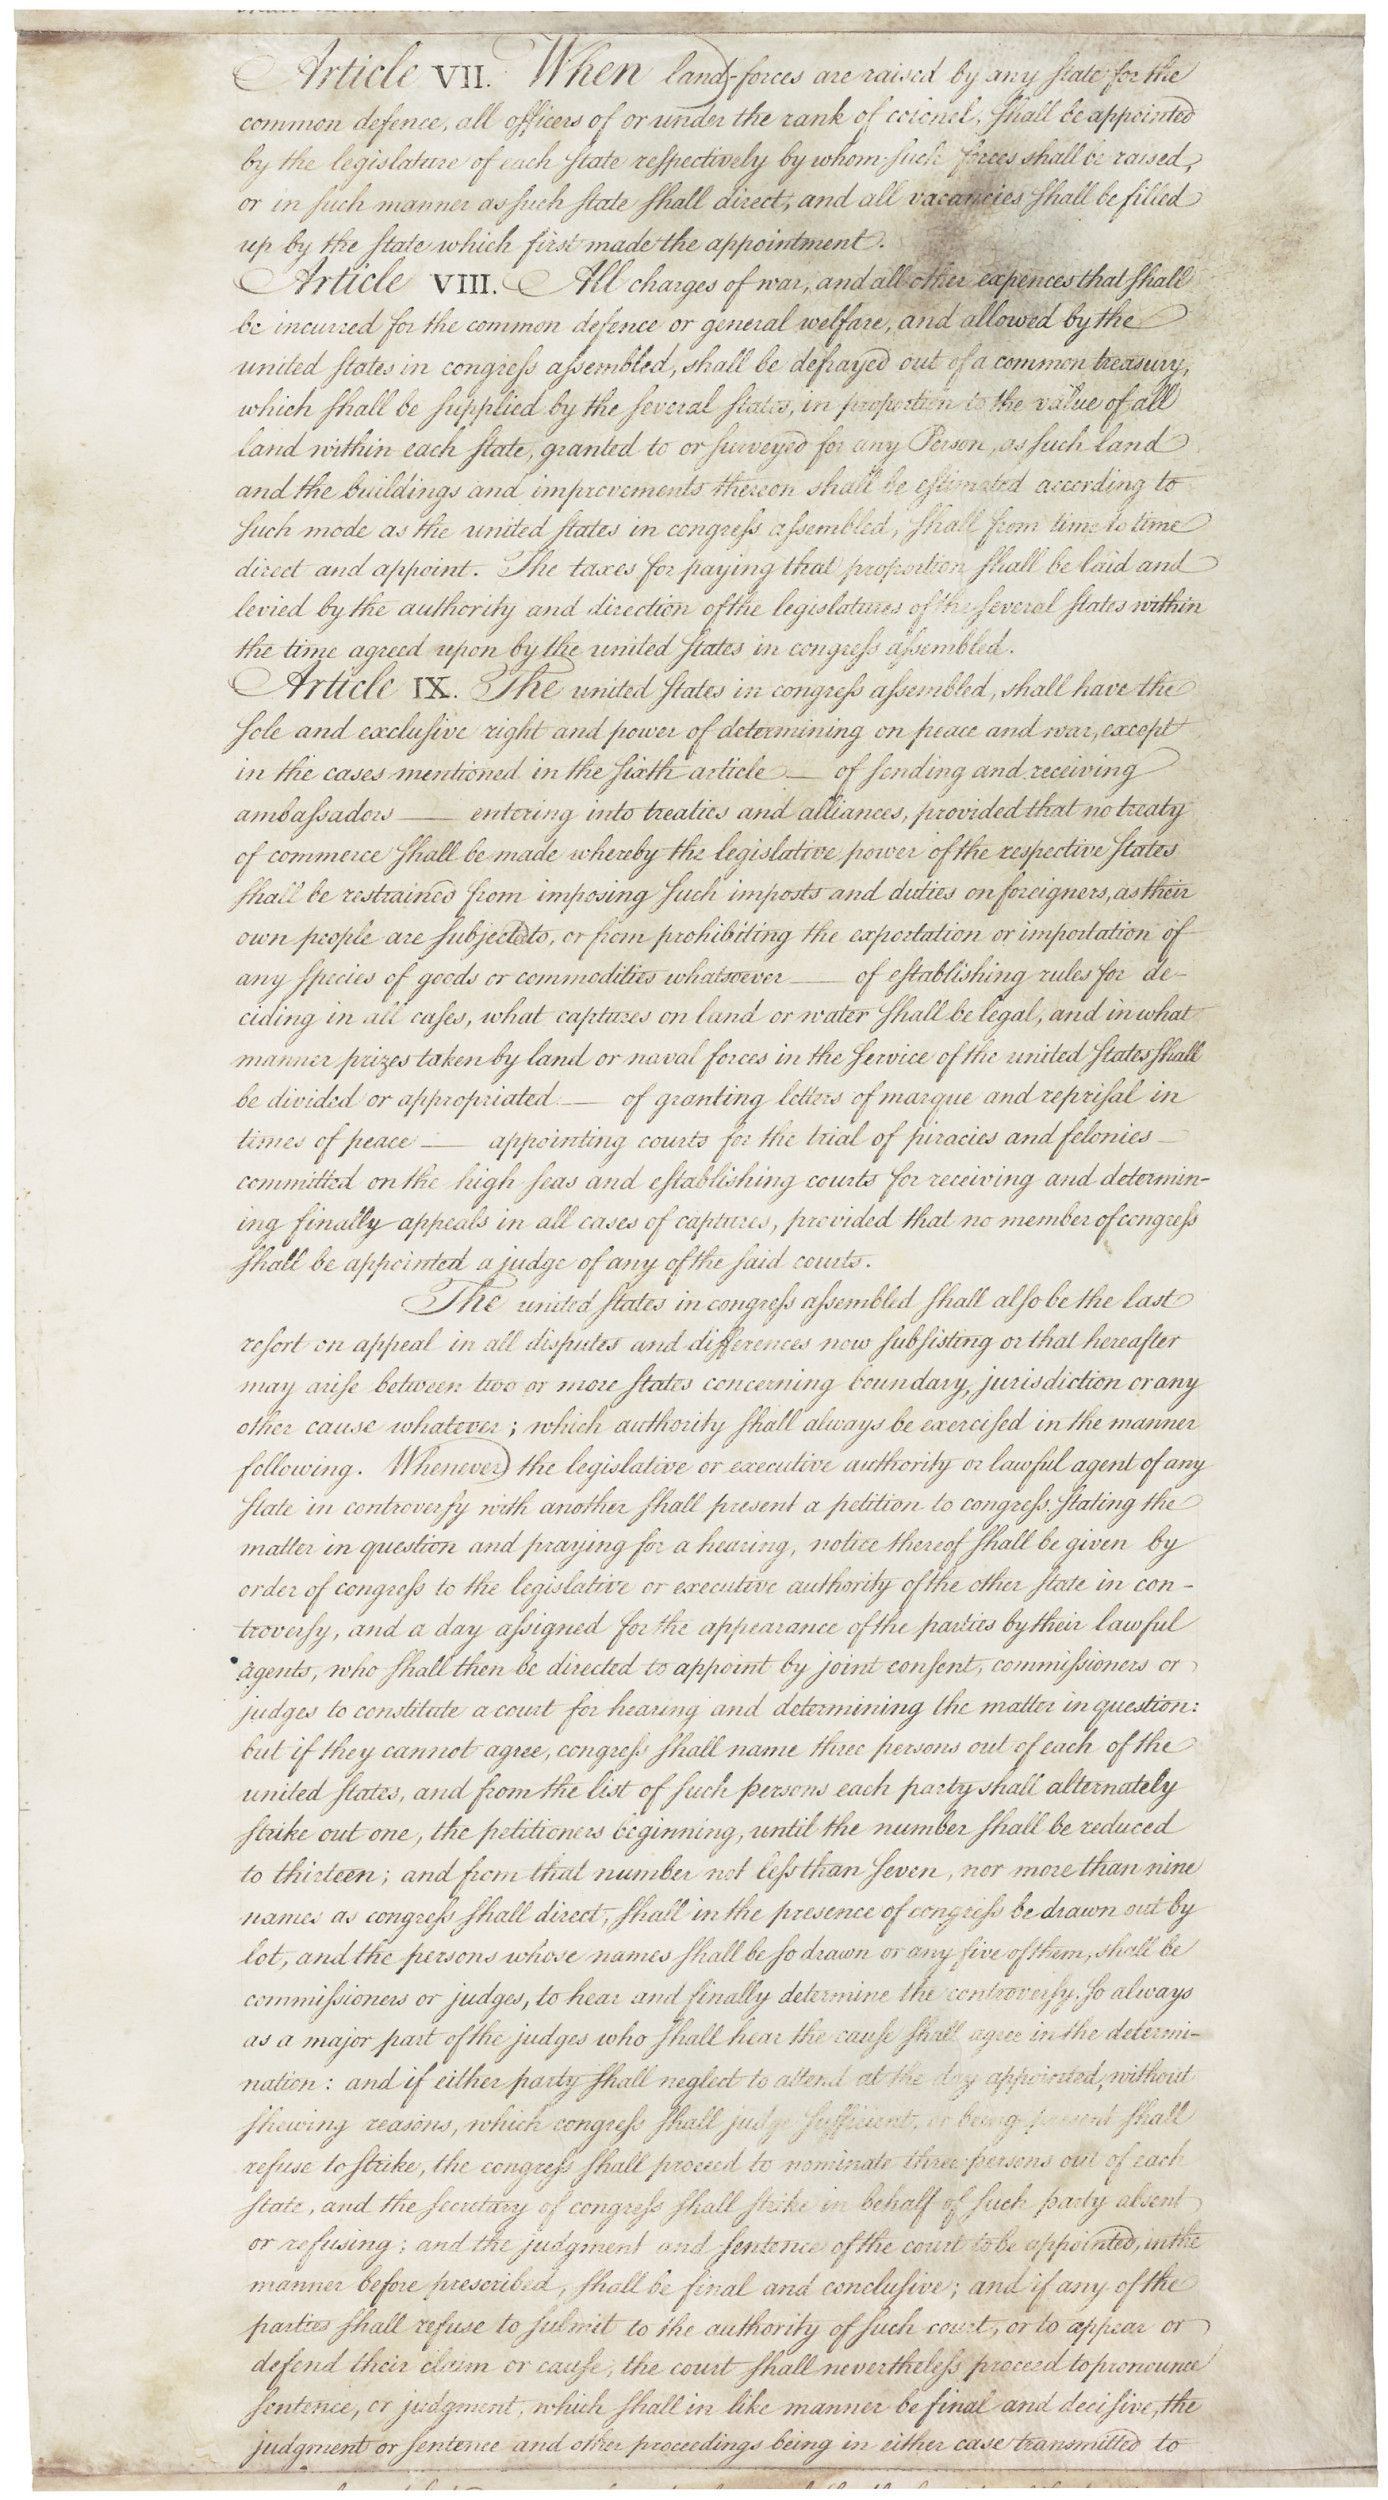 Article VII. When land-forces are raised by any state for the
common defence, all officers of or under the rank of colonel, shall be appointed
by the legislature of each state respectively by whom such forces shall be raised,
or in such manner as such state shall direct, and all vacancies shall be filled
up by the state which first made the appointment.
Article VIII. All charges of war, and all other expences that shall
be incurred for the common defence or general welfare, and allowed by the
united states in congress assembled, shall be defrayed out of a common treasury,
which shall be supplied by the several states, in proportion to the value of all
land within each state, granted to or surveyed for any Person, as such land
and the buildings and improvements thereon shall be estimated according to
such mode as the united states in congress assembled, shall from time to time
direct and appoint. The taxes for paying that proportion shall be laid and
levied by the authority and direction of the legislatures of the several states within
the time agreed upon by the united states in congress assembled.
Article IX. The united states in congress assembled, shall have the
sole and exclusive right and power of determining on peace and war, except
in the cases mentioned in the sixth article — of sending and receiving
ambassadors — entering into treaties and alliances, provided that no treaty
of commerce shall be made whereby the legislative power of the respective states
shall be restrained from imposing such imposts and duties on foreigners, as their
own people are subjected to, or from prohibiting the exportation or importation of
any species of goods or commodities whatsoever — of establishing rules for de-
ciding in all cases, what captures on land or water shall be legal, and in what
manner prizes taken by land or naval forces in the service of the united states shall
be divided or appropriated — of granting letters of marque and reprisal in
times of peace — appointing courts for the trial of piracies and felonies
committed on the high seas and establishing courts for receiving and determin-
ing finally appeals in all cases of captures, provided that no member of congress
shall be appointed a judge of any of the said courts.
The united states in congress assembled shall also be the last
resort on appeal in all disputes and differences now subsisting or that hereafter
may arise between two or more states concerning boundary, jurisdiction or any
other cause whatever; which authority shall always be exercised in the manner
following. Whenever the legislative or executive authority or lawful agent of any
state in controversy with another shall present a petition to congress, stating the
matter in question and praying for a hearing, notice thereof shall be given by
order of congress to the legislative or executive authority of the other state in con-
troversy, and a day assigned for the appearance of the parties by their lawful
agents, who shall then be directed to appoint by joint consent, commissioners or
judges to constitute a court for hearing and determining the matter in question:
but if they cannot agree, congress shall name three persons out of each of the
united states, and from the list of such persons each party shall alternately
strike out one, the petitioners beginning, until the number shall be reduced
to thirteen; and from that number not less than seven, nor more than nine
names as congress shall direct, shall in the presence of congress be drawn out by
lot, and the persons whose names shall be so drawn or any five of them, shall be
commissioners or judges, to hear and finally determine the controversy, so always
as a major part of the judges who shall hear the cause shall agree in the determi-
nation: and if either party shall neglect to attend at the day appointed, without
shewing reasons, which congress shall judge sufficient, or being present shall
refuse to strike, the congress shall proceed to nominate three persons out of each
state, and the secretary of congress shall strike in behalf of such party absent
or refusing; and the judgment and sentence of the court to be appointed, in the
manner before prescribed, shall be final and conclusive; and if any of the
parties shall refuse to submit to the authority of such court, or to appear or
defend their claim or cause, the court shall nevertheless proceed to pronounce
sentence, or judgment, which shall in like manner be final and decisive, the
judgment or sentence and other proceedings being in either case transmitted to